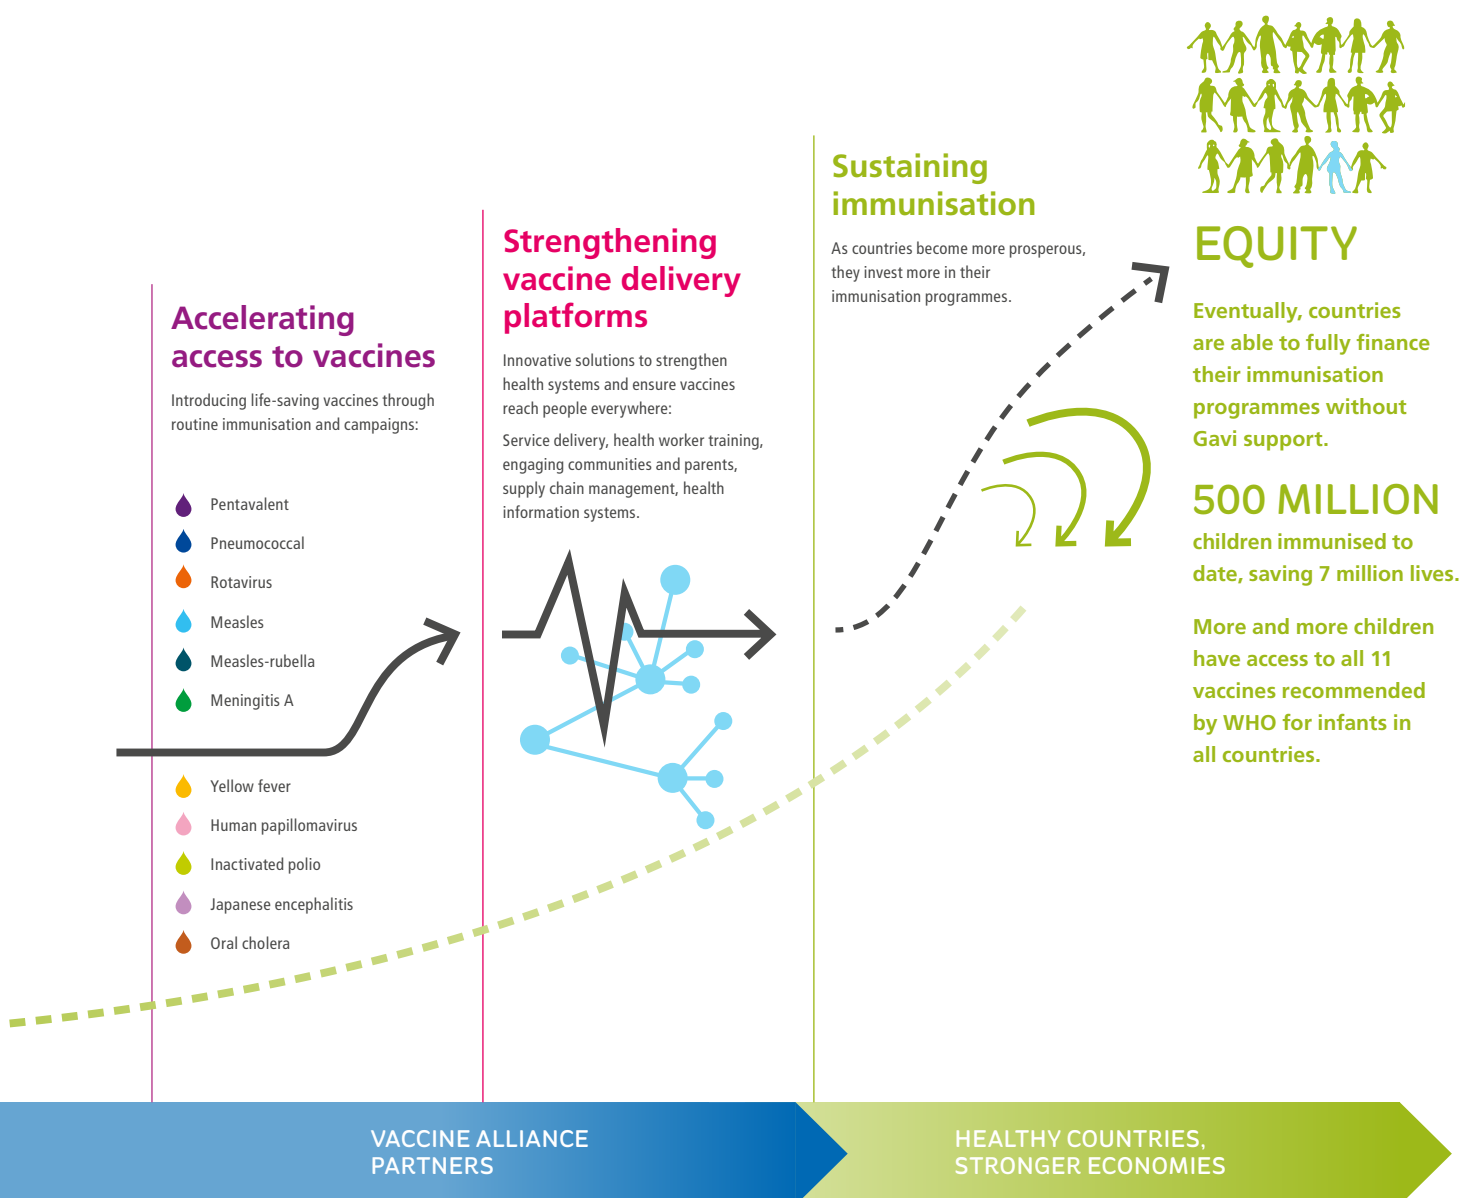 Accelerating
access to vaccines
Introducing life-saving vaccines through
routine immunisation and campaigns:
Pentavalent
Pneumococcal
Rotavirus
Measles
Measles-rubella
Meningitis A
Yellow fever
Human papillomavirus
Inactivated polio
Japanese encephalitis
Oral cholera
Strengthening
vaccine delivery
platforms
Innovative solutions to strengthen
health systems and ensure vaccines
reach people everywhere:
Service delivery, health worker training,
engaging communities and parents,
supply chain management, health
information systems.
Sustaining
immunisation
As countries become more prosperous,
they invest more in their
immunisation programmes.
EQUITY
Eventually, countries
are able to fully finance
their immunisation
programmes without
Gavi support.
500 MILLION
children immunised to
date, saving 7 million lives.
More and more children
have access to all 11
vaccines recommended
by WHO for infants in
all countries.
VACCINE ALLIANCE
PARTNERS
HEALTHY COUNTRIES,
STRONGER ECONOMIES